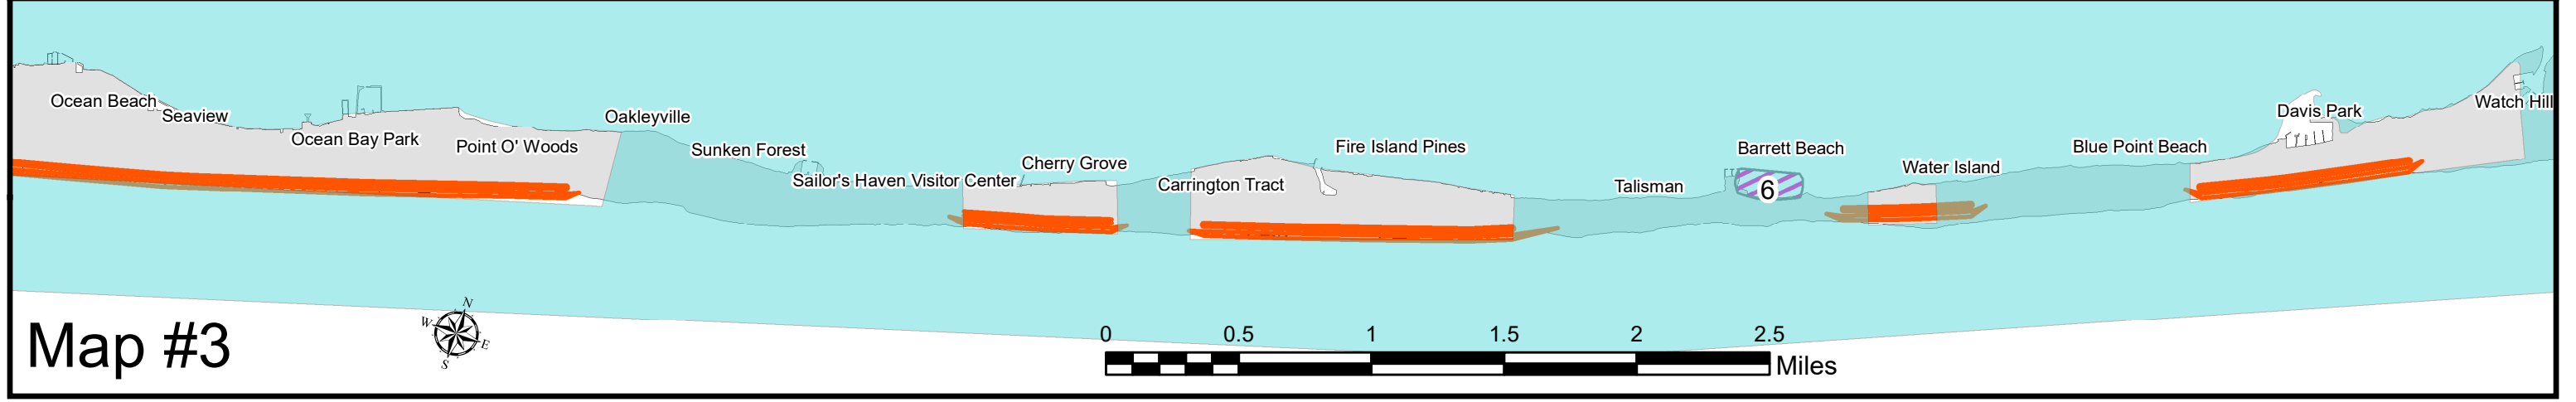 Ocean Beach
Seaview
Ocean Bay Park
Point O' Woods
Oakleyville
Sunken Forest
Sailor's Haven Visitor Center
Cherry Grove
Carrington Tract
Fire Island Pines
Talisman
Barrett Beach
6
Water Island
Blue Point Beach
Davis Park
Watch Hill
Map #3
N
W
E
S
0 0.5 1 1.5 2 2.5
Miles